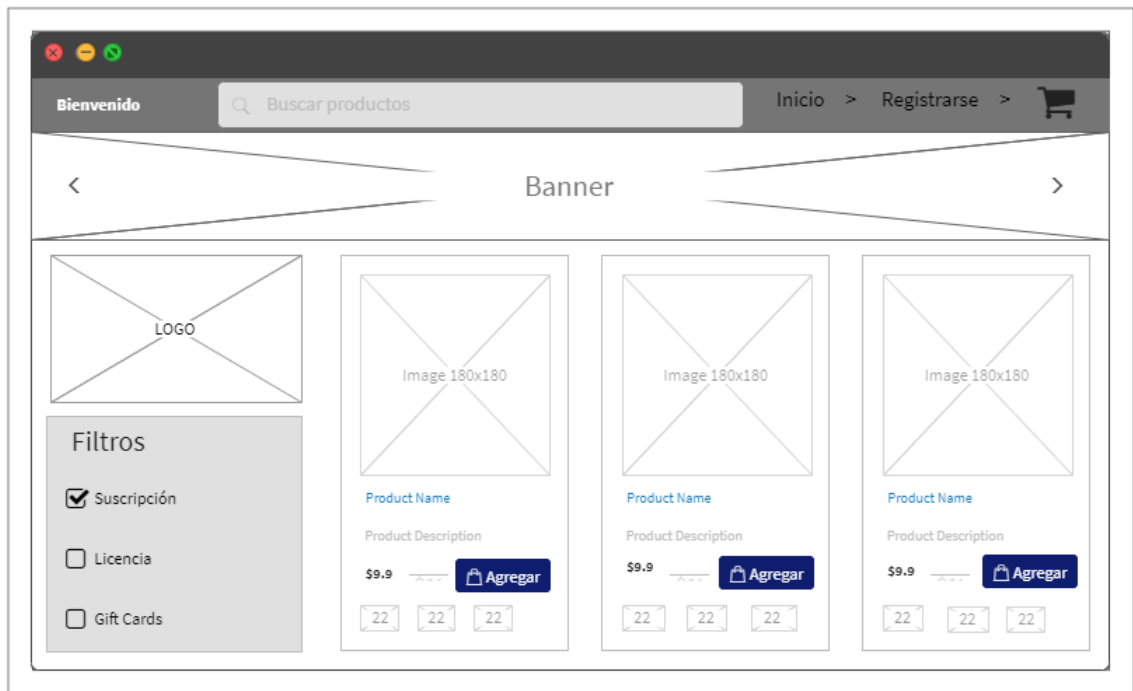 Bienvenido
Buscar productos
Inicio > Registrarse >
< Banner >
LOGO
Filtros
Suscripción
Licencia
Gift Cards
Image 180x180
Product Name
Product Description
$9.9
Agregar
22 22 22
Image 180x180
Product Name
Product Description
$9.9
Agregar
22 22 22
Image 180x180
Product Name
Product Description
$9.9
Agregar
22 22 22